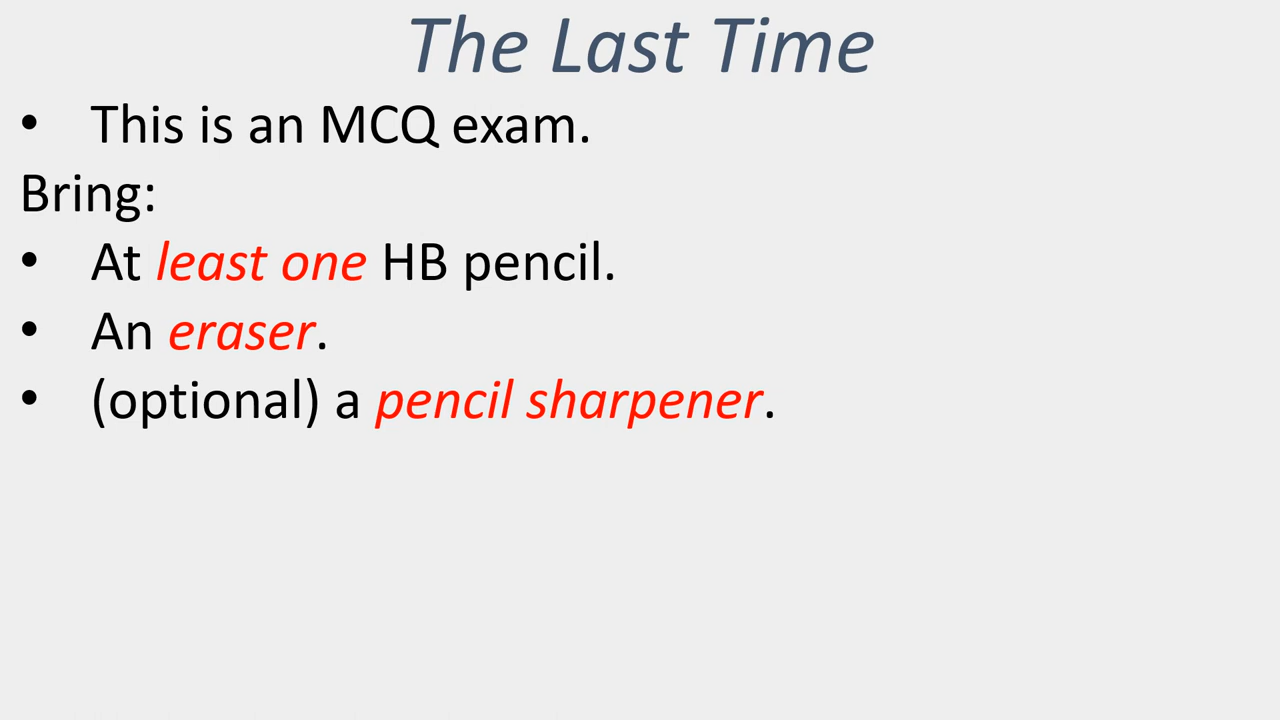 The Last Time
• This is an MCQ exam.
Bring:
• At least one HB pencil.
• An eraser.
• (optional) a pencil sharpener.